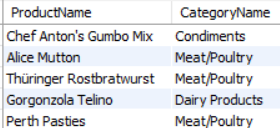 ProductName CategoryName
Chef Anton's Gumbo Mix Condiments
Alice Mutton Meat/Poultry
Thüringer Rostbratwurst Meat/Poultry
Gorgonzola Telino Dairy Products
Perth Pasties Meat/Poultry